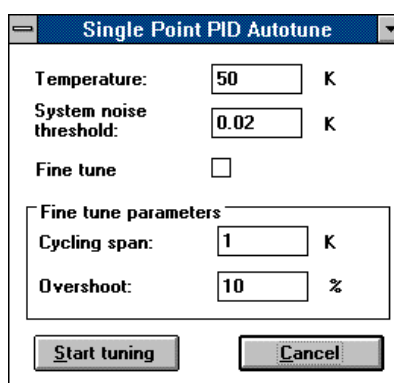 Single Point PID Autotune
Temperature: 50 K
System noise
threshold: 0.02 K
Fine tune
Fine tune parameters
Cycling span: 1 K
Overshoot: 10 %
Start tuning Cancel